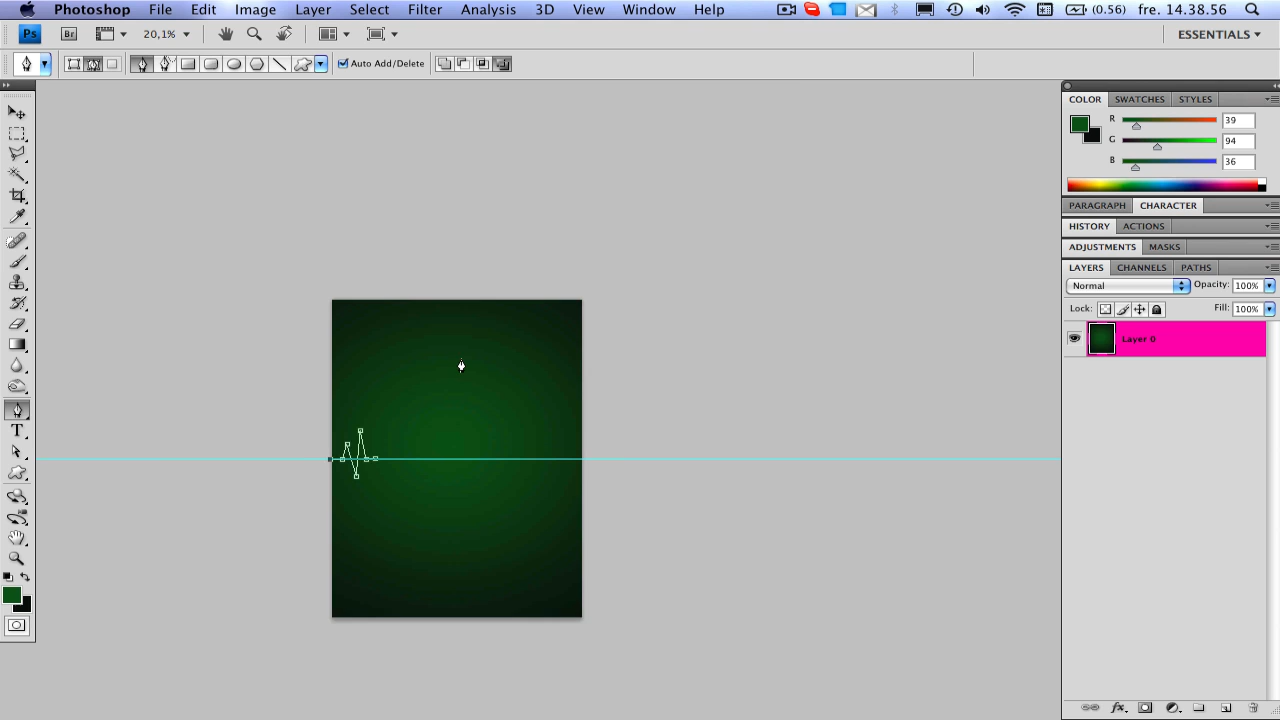 Photoshop File Edit Image Layer Select Filter Analysis 3D View Window Help (0.56) fre. 14.38.56
Ps Br 20,1% ESSENTIALS
Auto Add/Delete
COLOR SWATCHES STYLES
R 39
G 94
B 36
PARAGRAPH CHARACTER
HISTORY ACTIONS
ADJUSTMENTS MASKS
LAYERS CHANNELS PATHS
Normal Opacity: 100%
Lock: Fill: 100%
Layer 0
T
fx